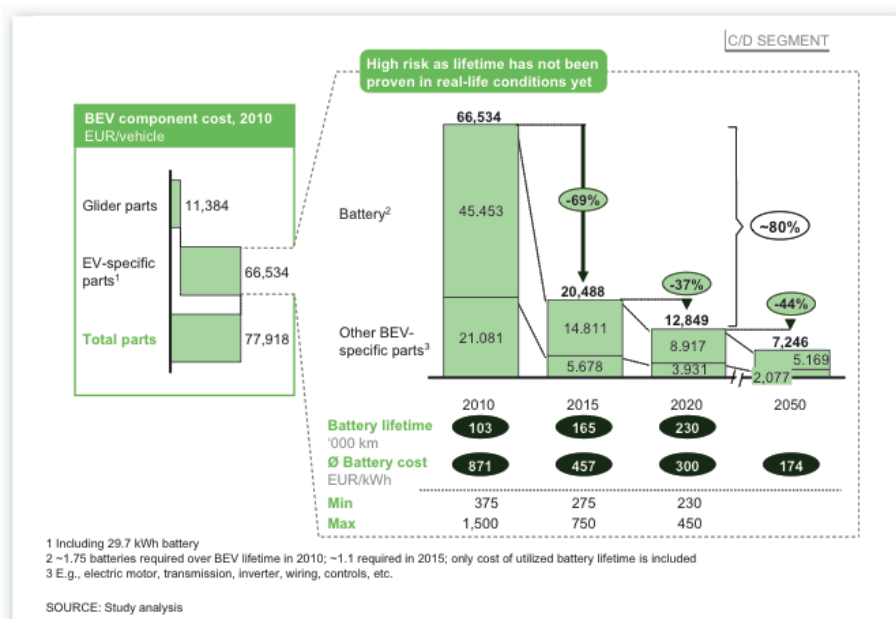 C/D SEGMENT
High risk as lifetime has not been
proven in real-life conditions yet
BEV component cost, 2010
EUR/vehicle
Glider parts
11,384
EV-specific
parts1
66,534
Total parts
77,918
66,534
Battery2
45.453
-69%
~80%
20,488
-37%
12,849
-44%
7,246
Other BEV-
specific parts3
21.081
14.811
5.678
8.917
3.931
5.169
2,077
2010 2015 2020 2050
Battery lifetime
'000 km
103 165 230
Ø Battery cost
EUR/kWh
871 457 300 174
Min 375 275 230
Max 1,500 750 450
1 Including 29.7 kWh battery
2 ~1.75 batteries required over BEV lifetime in 2010; ~1.1 required in 2015; only cost of utilized battery lifetime is included
3 E.g., electric motor, transmission, inverter, wiring, controls, etc.
SOURCE: Study analysis